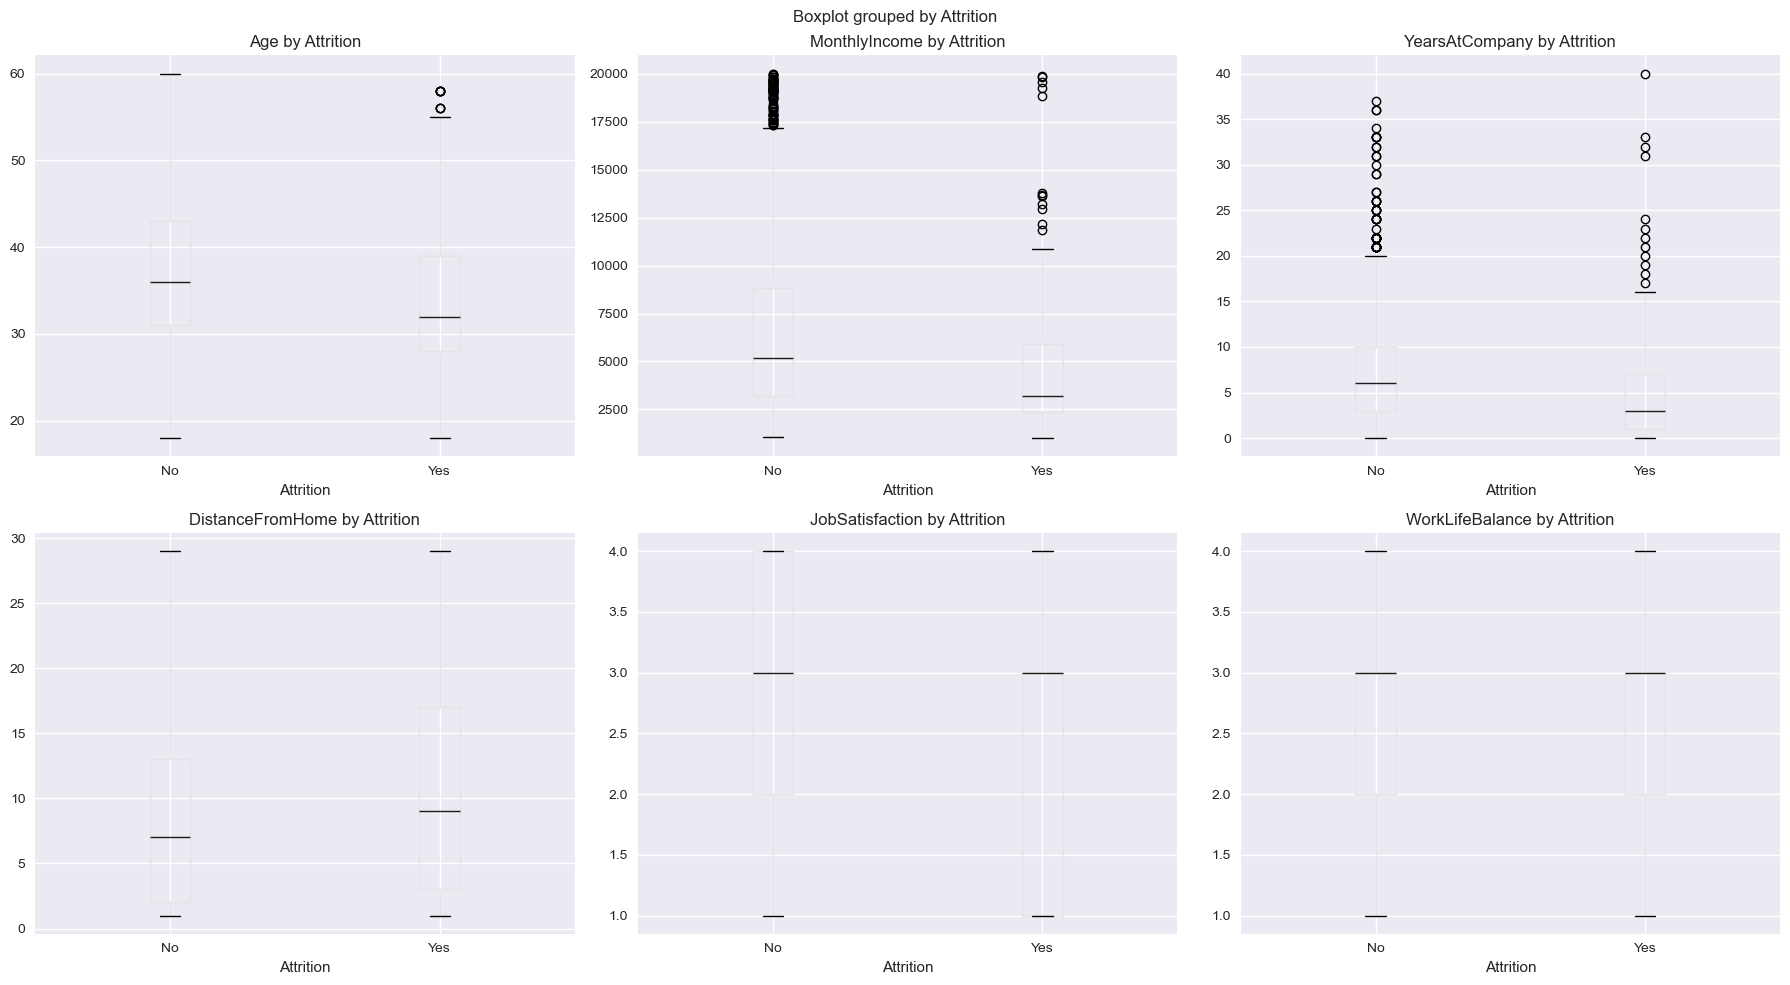 Boxplot grouped by Attrition
Age by Attrition
60
50
40
30
20
No Yes
Attrition
MonthlyIncome by Attrition
20000
17500
15000
12500
10000
7500
5000
2500
No Yes
Attrition
YearsAtCompany by Attrition
40
35
30
25
20
15
10
5
0
No Yes
Attrition
DistanceFromHome by Attrition
30
25
20
15
10
5
0
No Yes
Attrition
JobSatisfaction by Attrition
4.0
3.5
3.0
2.5
2.0
1.5
1.0
No Yes
Attrition
WorkLifeBalance by Attrition
4.0
3.5
3.0
2.5
2.0
1.5
1.0
No Yes
Attrition